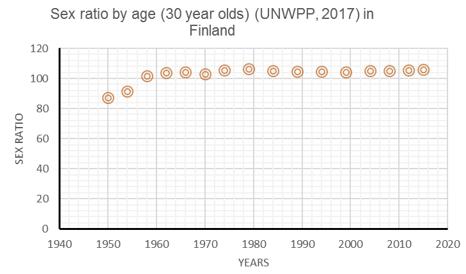 Sex ratio by age (30 year olds) (UNWPP, 2017) in
Finland
120
100
80
60
40
20
0
SEX RATIO
1940 1950 1960 1970 1980 1990 2000 2010 2020
YEARS